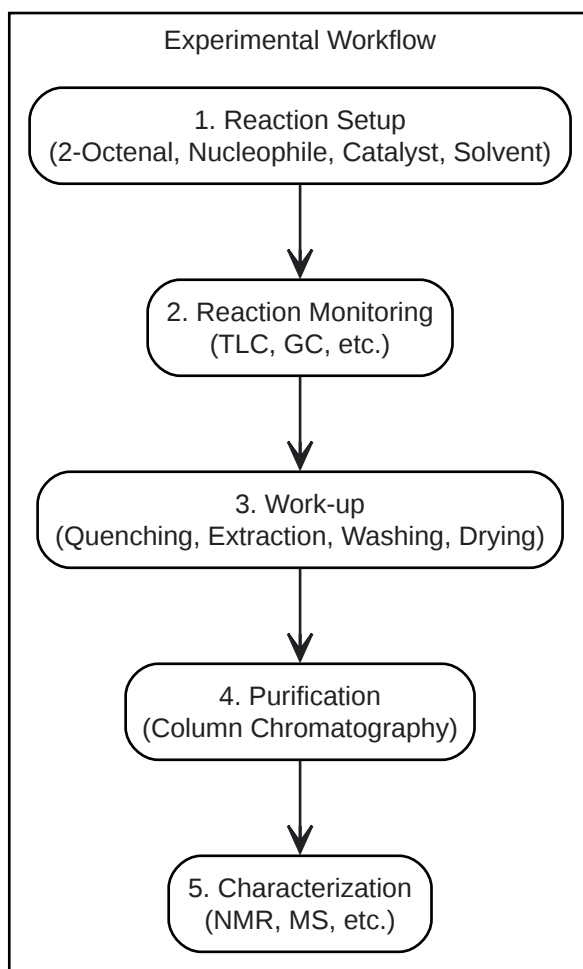 Experimental Workflow
1. Reaction Setup
(2-Octenal, Nucleophile, Catalyst, Solvent)
2. Reaction Monitoring
(TLC, GC, etc.)
3. Work-up
(Quenching, Extraction, Washing, Drying)
4. Purification
(Column Chromatography)
5. Characterization
(NMR, MS, etc.)